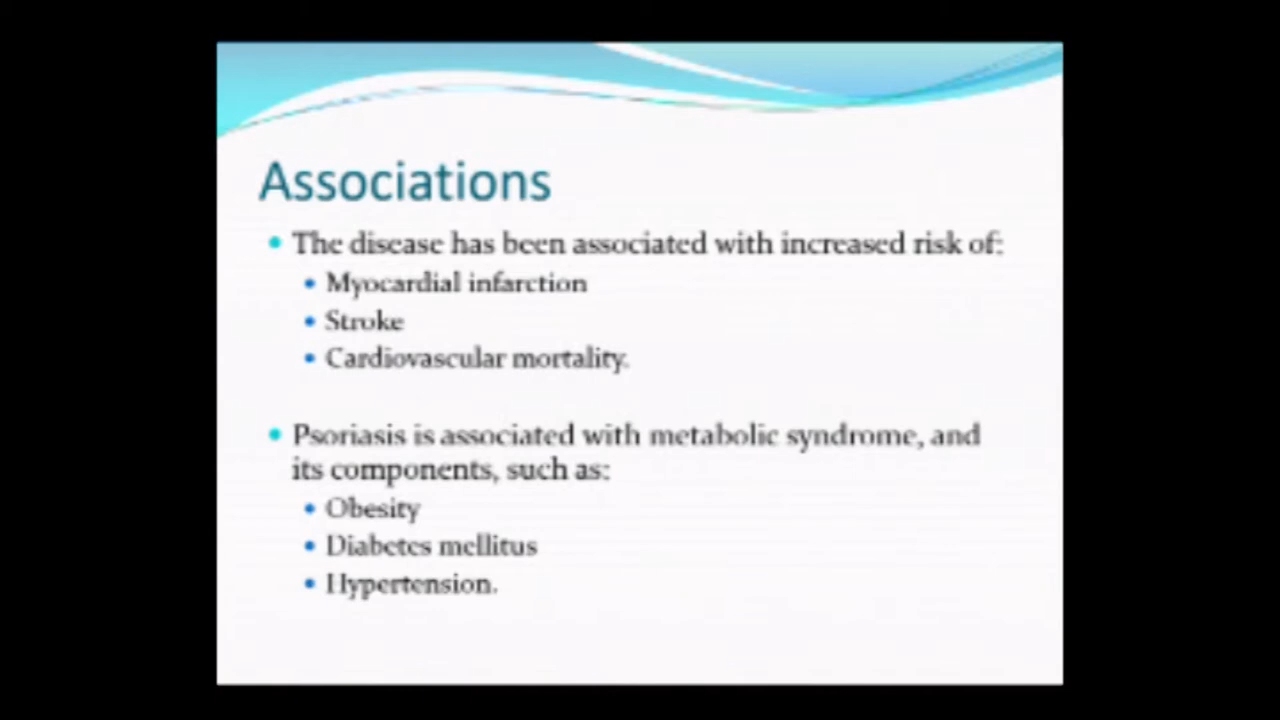 Associations
• The disease has been associated with increased risk of:
• Myocardial infarction
• Stroke
• Cardiovascular mortality.
• Psoriasis is associated with metabolic syndrome, and
its components, such as:
• Obesity
• Diabetes mellitus
• Hypertension.